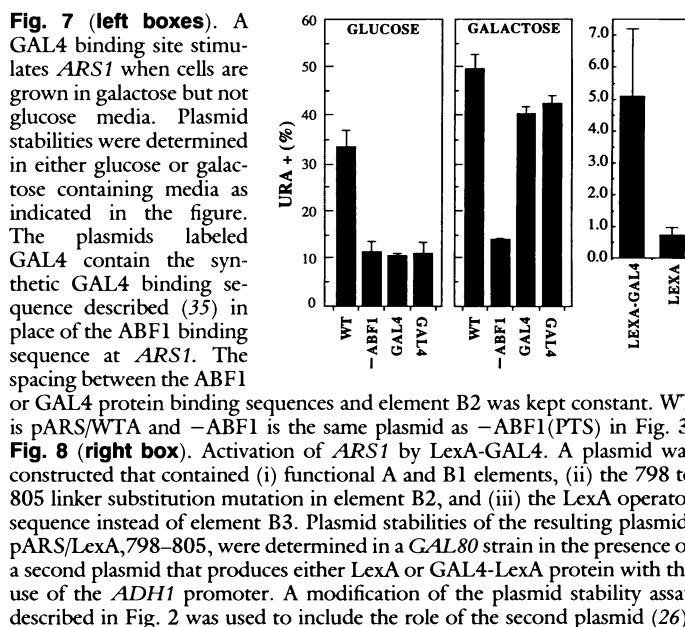 Fig. 7 (left boxes). A
GAL4 binding site stimu-
lates ARS1 when cells are
grown in galactose but not
glucose media. Plasmid
stabilities were determined
in either glucose or galac-
tose containing media as
indicated in the figure.
The plasmids labeled
GAL4 contain the syn-
thetic GAL4 binding se-
quence described (35) in
place of the ABF1 binding
sequence at ARS1. The
spacing between the ABF1
or GAL4 protein binding sequences and element B2 was kept constant. WT
is pARS/WTA and −ABF1 is the same plasmid as −ABF1(PTS) in Fig. 3.
Fig. 8 (right box). Activation of ARS1 by LexA-GAL4. A plasmid wa
constructed that contained (i) functional A and B1 elements, (ii) the 798 to
805 linker substitution mutation in element B2, and (iii) the LexA operato
sequence instead of element B3. Plasmid stabilities of the resulting plasmid
pARS/LexA,798–805, were determined in a GAL80 strain in the presence o
a second plasmid that produces either LexA or GAL4-LexA protein with th
use of the ADH1 promoter. A modification of the plasmid stability assa
described in Fig. 2 was used to include the role of the second plasmid (26)
GLUCOSE
GALACTOSE
URA + (%)
60
50
40
30
20
10
0
WT
−ABF1
GAL4
GAL4
WT
−ABF1
GAL4
GAL4
7.0
6.0
5.0
4.0
3.0
2.0
1.0
0.0
LEXA-GAL4
LEXA